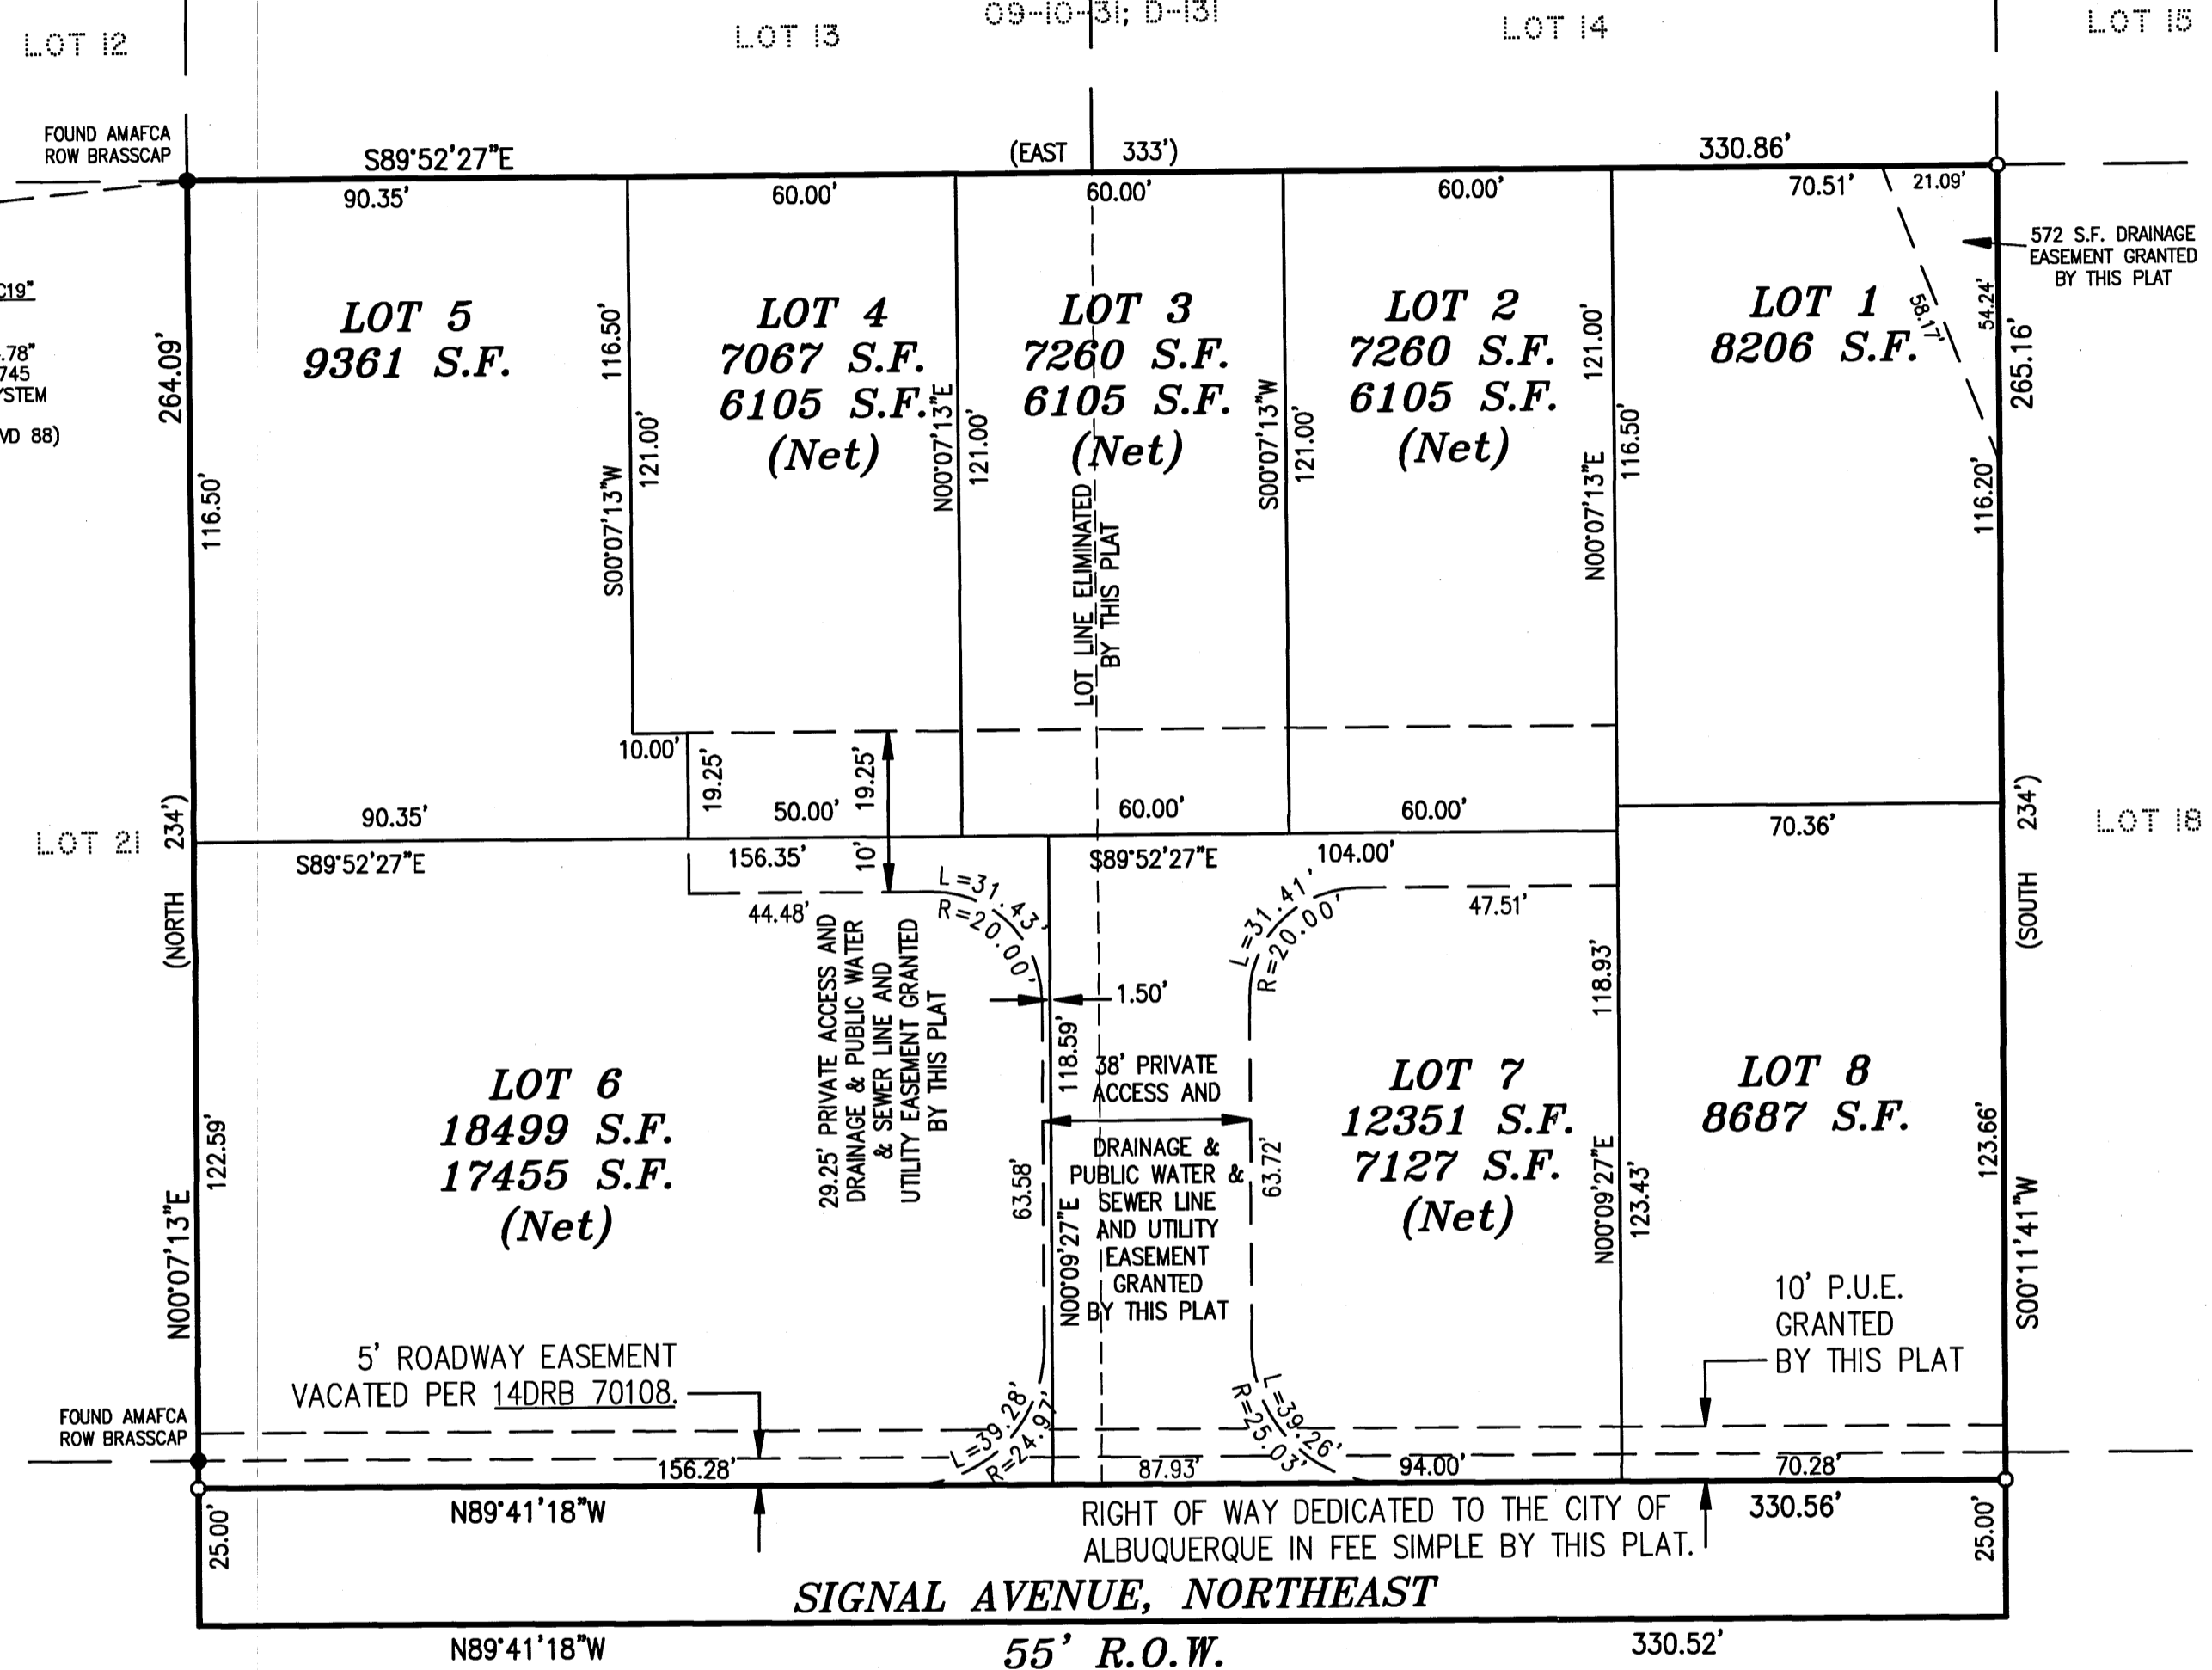 09-10-31; D-131
LOT 12
LOT 13
LOT 14
LOT 15
FOUND AMAFCA
ROW BRASSCAP
S89°52'27"E
(EAST 333')
330.86'
90.35'
60.00'
60.00'
60.00'
70.51'
21.09'
572 S.F. DRAINAGE
EASEMENT GRANTED
BY THIS PLAT
C19"
.78"
745
YSTEM
VD 88)
264.09'
116.50'
LOT 5
9361 S.F.
116.50'
S00°07'13"W
121.00'
LOT 4
7067 S.F.
6105 S.F.
(Net)
N00°07'13"E
121.00'
LOT 3
7260 S.F.
6105 S.F.
(Net)
LOT LINE ELIMINATED
BY THIS PLAT
S00°07'13"W
121.00'
LOT 2
7260 S.F.
6105 S.F.
(Net)
121.00'
N00°07'13"E
116.50'
LOT 1
8206 S.F.
58.17'
54.24'
265.16'
116.20'
10.00'
19.25'
19.25'
10'
90.35'
50.00'
60.00'
60.00'
70.36'
LOT 21
(NORTH 234')
(SOUTH 234')
LOT 18
S89°52'27"E
156.35'
S89°52'27"E
104.00'
44.48'
L=31.43'
R=20.00'
L=31.41'
R=20.00'
47.51'
29.25' PRIVATE ACCESS AND
DRAINAGE & PUBLIC WATER
& SEWER LINE AND
UTILITY EASEMENT GRANTED
BY THIS PLAT
1.50'
118.59'
118.93'
38' PRIVATE
ACCESS AND
DRAINAGE &
PUBLIC WATER &
SEWER LINE
AND UTILITY
EASEMENT
GRANTED
BY THIS PLAT
LOT 6
18499 S.F.
17455 S.F.
(Net)
122.59'
N00°07'13"E
63.58'
N00°09'27"E
63.72'
LOT 7
12351 S.F.
7127 S.F.
(Net)
N00°09'27"E
123.43'
LOT 8
8687 S.F.
123.66'
S00°11'41"W
10' P.U.E.
GRANTED
BY THIS PLAT
5' ROADWAY EASEMENT
VACATED PER 14DRB 70108.
FOUND AMAFCA
ROW BRASSCAP
L=39.28'
R=24.97'
L=39.26'
R=25.03'
156.28'
87.93'
94.00'
70.28'
N89°41'18"W
330.56'
25.00'
RIGHT OF WAY DEDICATED TO THE CITY OF
ALBUQUERQUE IN FEE SIMPLE BY THIS PLAT.
25.00'
SIGNAL AVENUE, NORTHEAST
N89°41'18"W
55' R.O.W.
330.52'